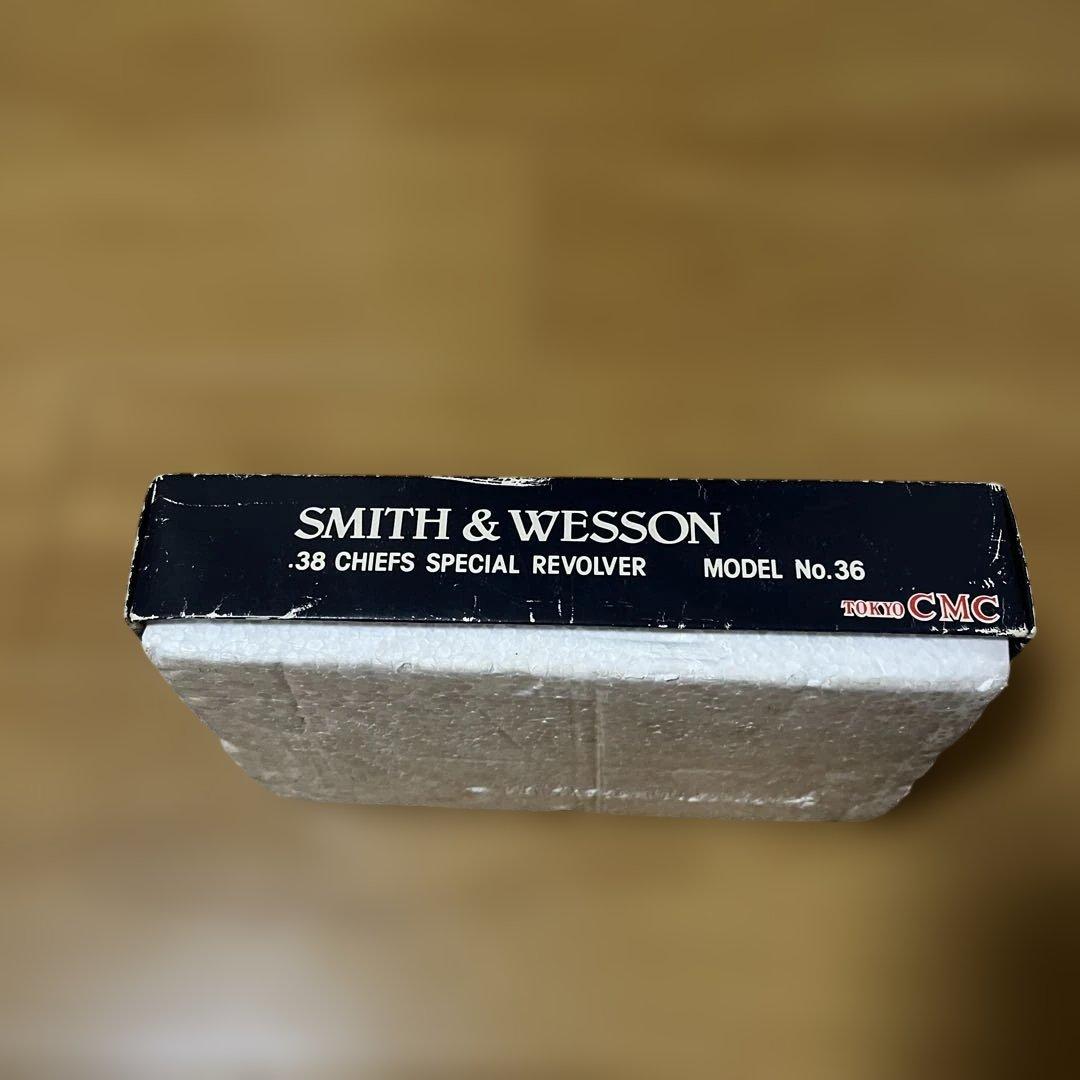 SMITH & WESSON
.38 CHIEFS SPECIAL REVOLVER MODEL No.36
TOKYO CMC